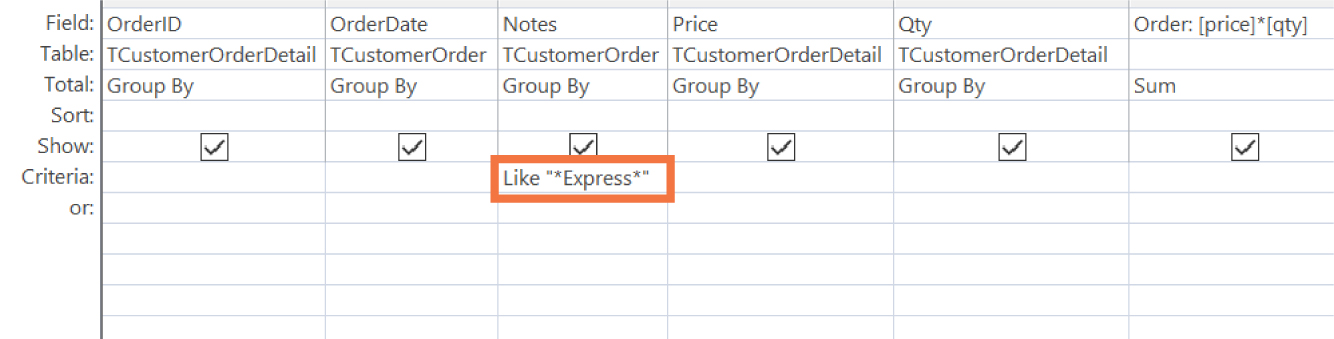 Field: OrderID OrderDate Notes Price Qty Order: [price]*[qty]
Table: TCustomerOrderDetail TCustomerOrder TCustomerOrder TCustomerOrderDetail TCustomerOrderDetail
Total: Group By Group By Group By Group By Group By Sum
Sort:
Show:
Criteria: Like "*Express*"
or: